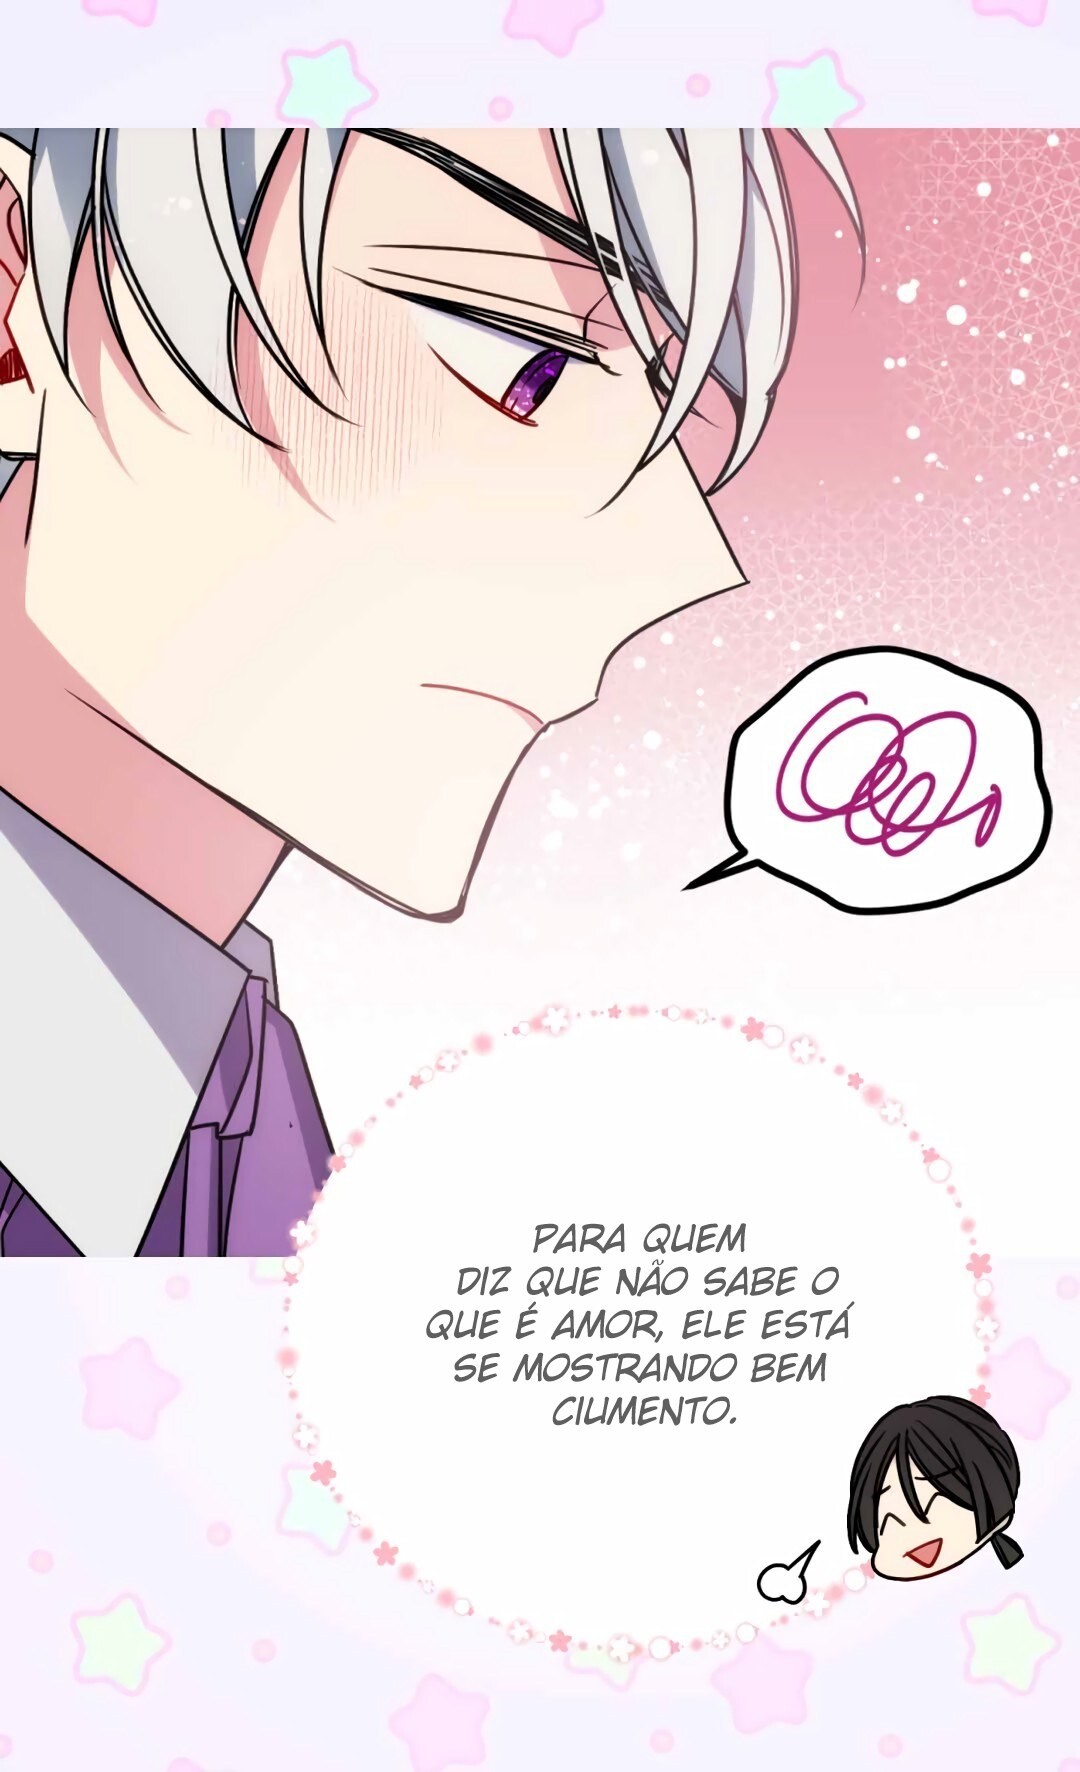 PARA QUEM
DIZ QUE NÃO SABE O
QUE É AMOR, ELE ESTÁ
SE MOSTRANDO BEM
CIUMENTO.